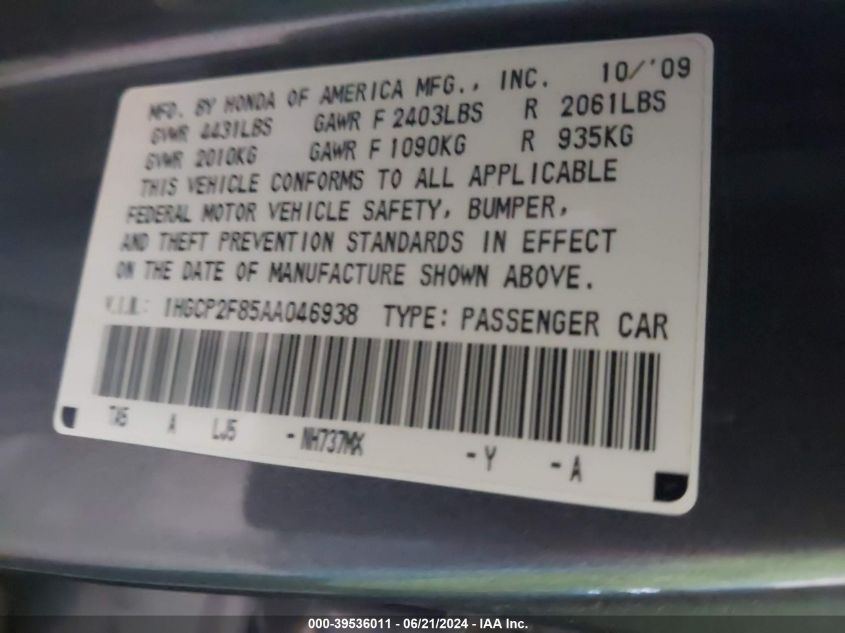 MFD. BY HONDA OF AMERICA MFG., INC. 10/'09
GVWR 4431LBS GAWR F 2403LBS R 2061LBS
GVWR 2010KG GAWR F 1090KG R 935KG
THIS VEHICLE CONFORMS TO ALL APPLICABLE
FEDERAL MOTOR VEHICLE SAFETY, BUMPER,
AND THEFT PREVENTION STANDARDS IN EFFECT
ON THE DATE OF MANUFACTURE SHOWN ABOVE.
V.I.N.: 1HGCP2F85AA046938 TYPE: PASSENGER CAR
TA5 A LJ5 -NH737MX -Y -A
000-39536011 - 06/21/2024 - IAA Inc.